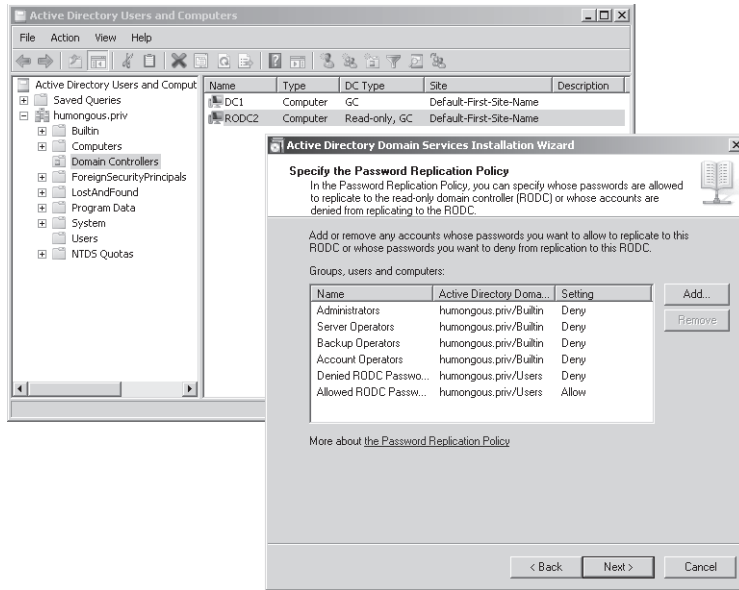 Active Directory Users and Computers
File Action View Help
Active Directory Users and Comput
Saved Queries
humongous.priv
Builtin
Computers
Domain Controllers
ForeignSecurityPrincipals
LostAndFound
Program Data
System
Users
NTDS Quotas
Name Type DC Type Site Description
DC1 Computer GC Default-First-Site-Name
RODC2 Computer Read-only, GC Default-First-Site-Name
Active Directory Domain Services Installation Wizard
Specify the Password Replication Policy
In the Password Replication Policy, you can specify whose passwords are allowed
to replicate to the read-only domain controller (RODC) or whose accounts are
denied from replicating to the RODC.
Add or remove any accounts whose passwords you want to allow to replicate to this
RODC or whose passwords you want to deny from replication to this RODC.
Groups, users and computers:
Name Active Directory Doma... Setting
Administrators humongous.priv/Builtin Deny
Server Operators humongous.priv/Builtin Deny
Backup Operators humongous.priv/Builtin Deny
Account Operators humongous.priv/Builtin Deny
Denied RODC Passwo... humongous.priv/Users Deny
Allowed RODC Passw... humongous.priv/Users Allow
Add...
Remove
More about the Password Replication Policy
< Back Next > Cancel